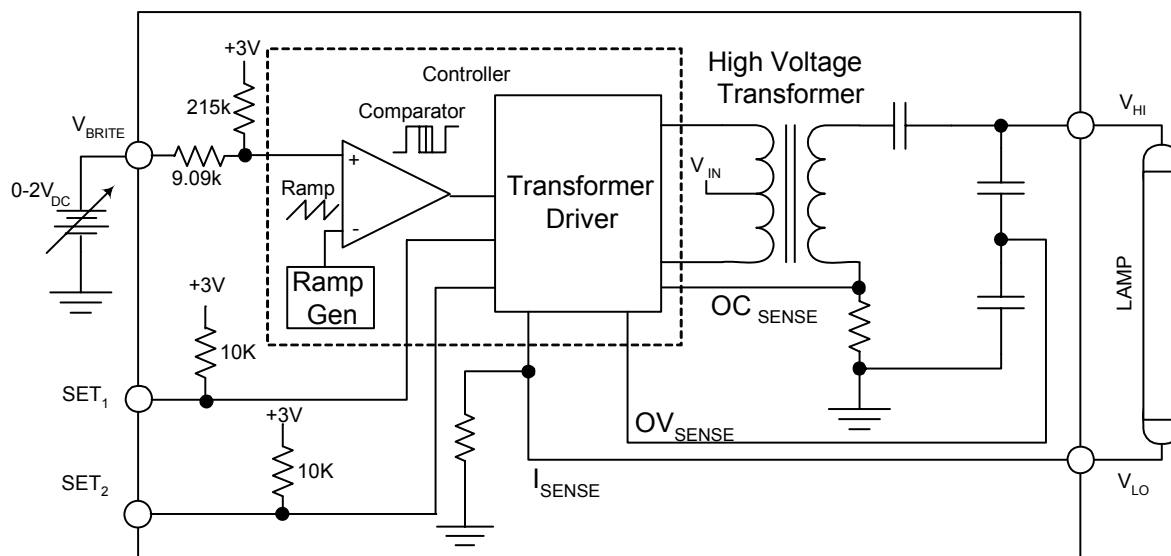 +3V
Controller
High Voltage
Transformer
215k
Comparator
V_BRITE
V_HI
9.09k
+
V_IN
0-2V_DC
Ramp
Transformer
Driver
-
Ramp
Gen
+3V
OC_SENSE
LAMP
10K
SET_1
+3V
OV_SENSE
10K
SET_2
I_SENSE
V_LO